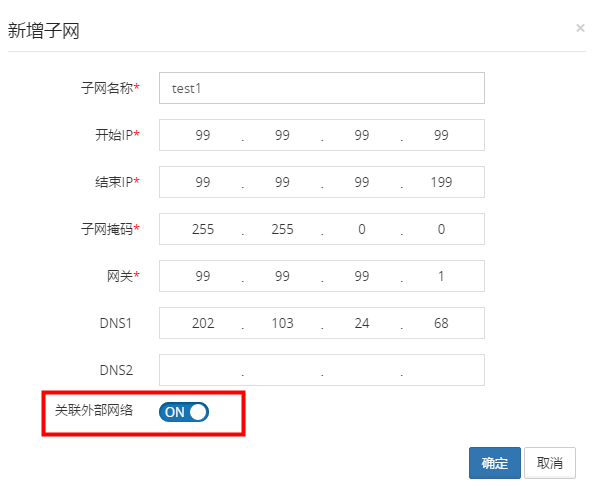 新增子网 ×
子网名称* test1
开始IP* 99 . 99 . 99 . 99
结束IP* 99 . 99 . 99 . 199
子网掩码* 255 . 255 . 0 . 0
网关* 99 . 99 . 99 . 1
DNS1 202 . 103 . 24 . 68
DNS2 . . .
关联外部网络 ON
确定 取消